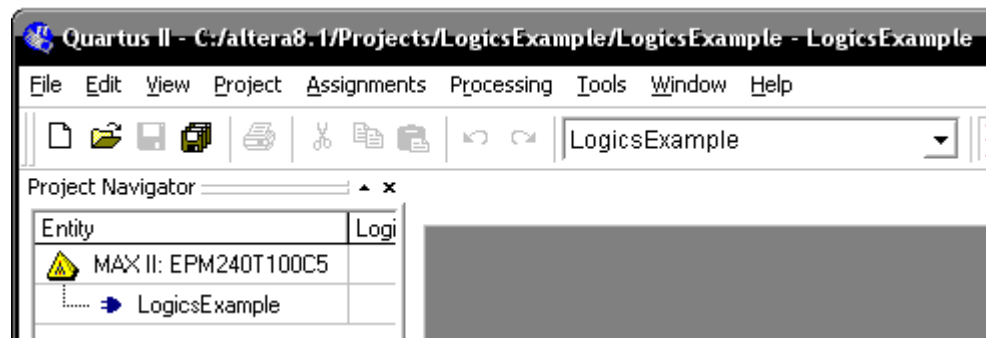 Quartus II - C:/altera8.1/Projects/LogicsExample/LogicsExample - LogicsExample
File Edit View Project Assignments Processing Tools Window Help
LogicsExample
Project Navigator
Entity Logi
MAX II: EPM240T100C5
LogicsExample